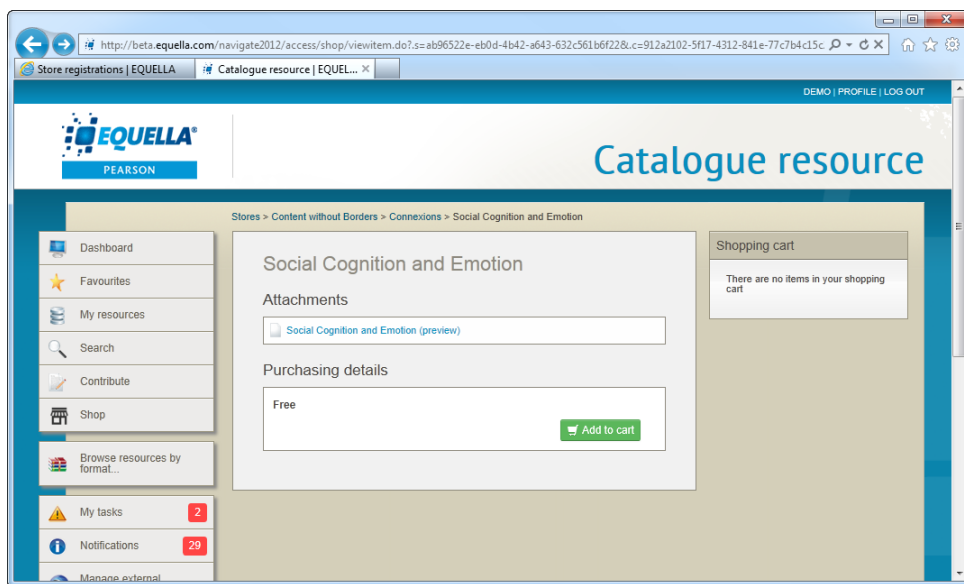 http://beta.equella.com/navigate2012/access/shop/viewitem.do?.s=ab96522e-eb0d-4b42-a643-632c561b6f22&.c=912a2102-5f17-4312-841e-77c7b4c15c
Store registrations | EQUELLA
Catalogue resource | EQUEL...
DEMO | PROFILE | LOG OUT
EQUELLA®
PEARSON
Catalogue resource
Stores > Content without Borders > Connexions > Social Cognition and Emotion
Dashboard
Favourites
My resources
Search
Contribute
Shop
Browse resources by
format...
My tasks 2
Notifications 29
Manage external
Social Cognition and Emotion
Attachments
Social Cognition and Emotion (preview)
Purchasing details
Free
Add to cart
Shopping cart
There are no items in your shopping
cart